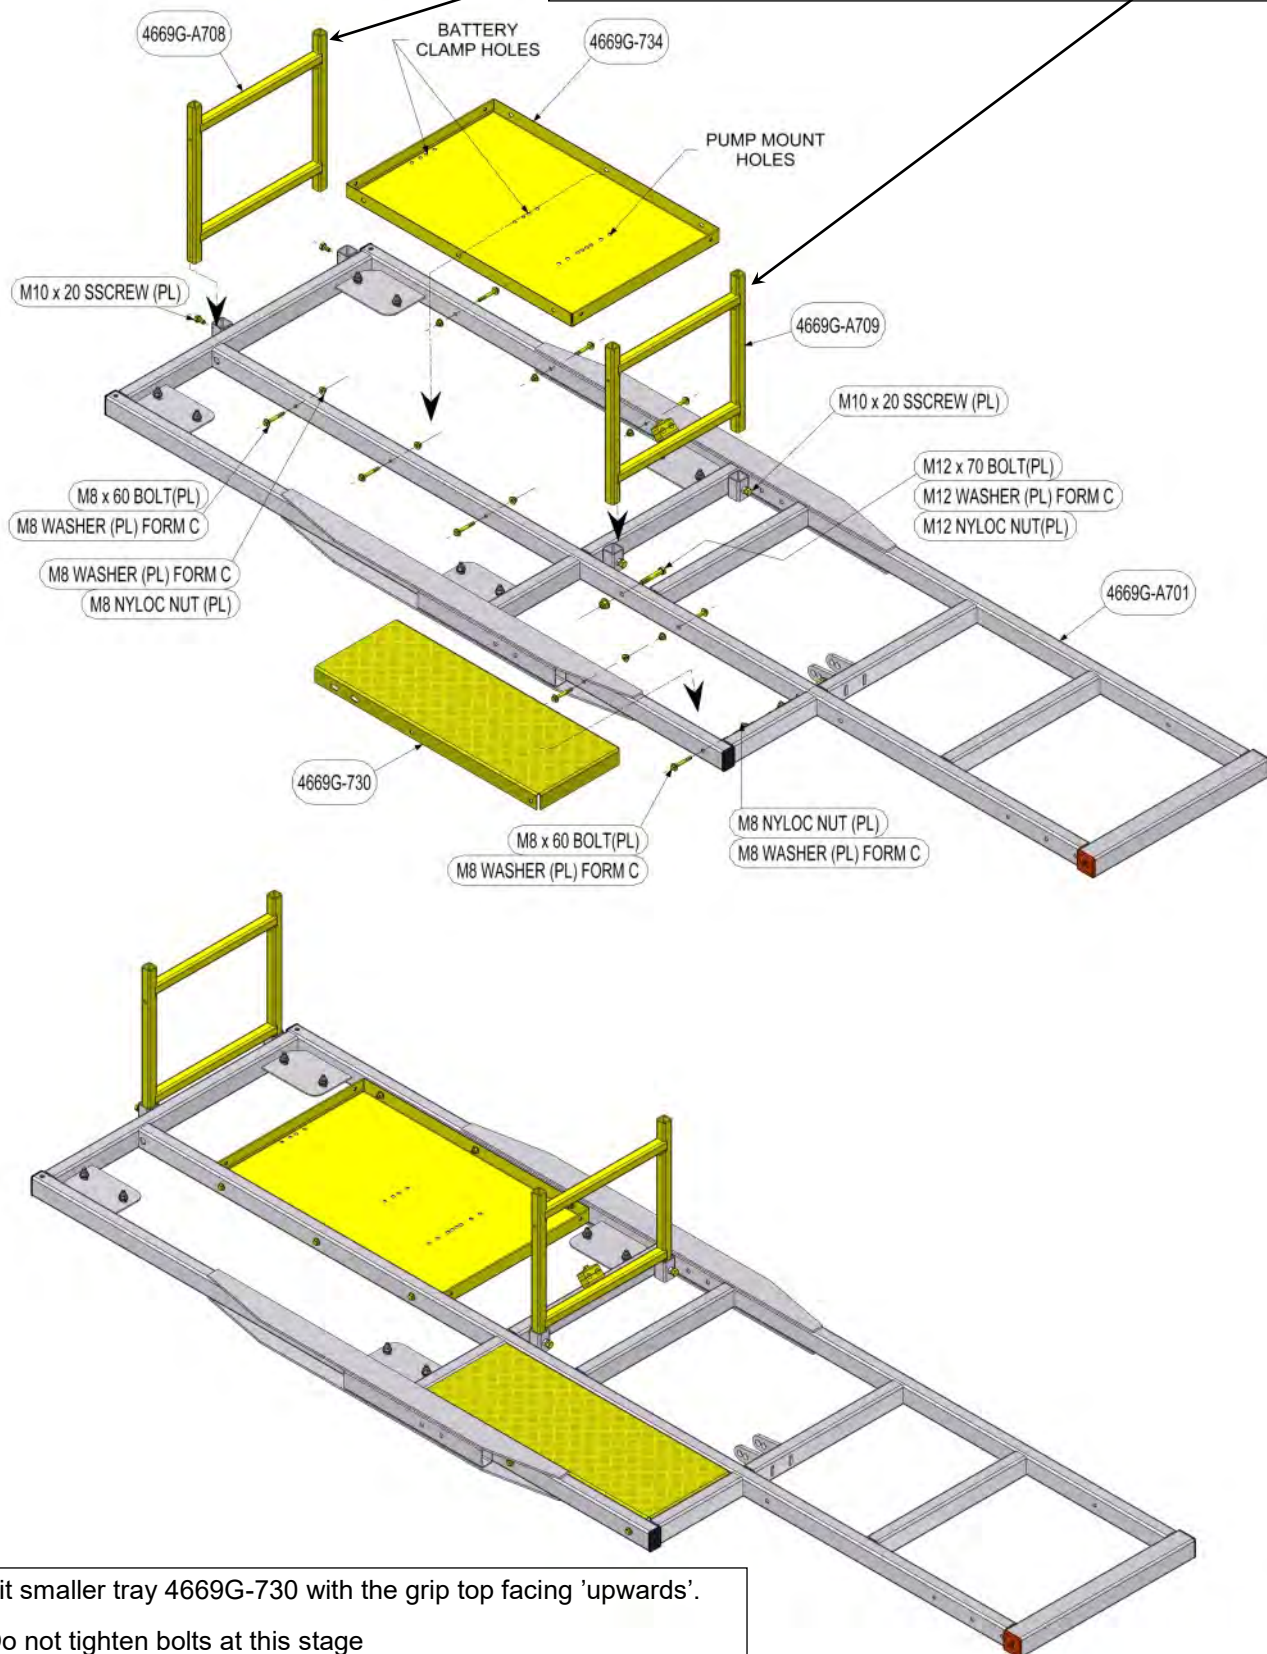 4669G-A708
BATTERY
CLAMP HOLES
4669G-734
PUMP MOUNT
HOLES
M10 x 20 SSCREW (PL)
4669G-A709
M10 x 20 SSCREW (PL)
M12 x 70 BOLT(PL)
M12 WASHER (PL) FORM C
M12 NYLOC NUT(PL)
M8 x 60 BOLT(PL)
M8 WASHER (PL) FORM C
M8 WASHER (PL) FORM C
M8 NYLOC NUT (PL)
4669G-A701
4669G-730
M8 x 60 BOLT(PL)
M8 WASHER (PL) FORM C
M8 NYLOC NUT (PL)
M8 WASHER (PL) FORM C
it smaller tray 4669G-730 with the grip top facing ’upwards’.
o not tighten bolts at this stage